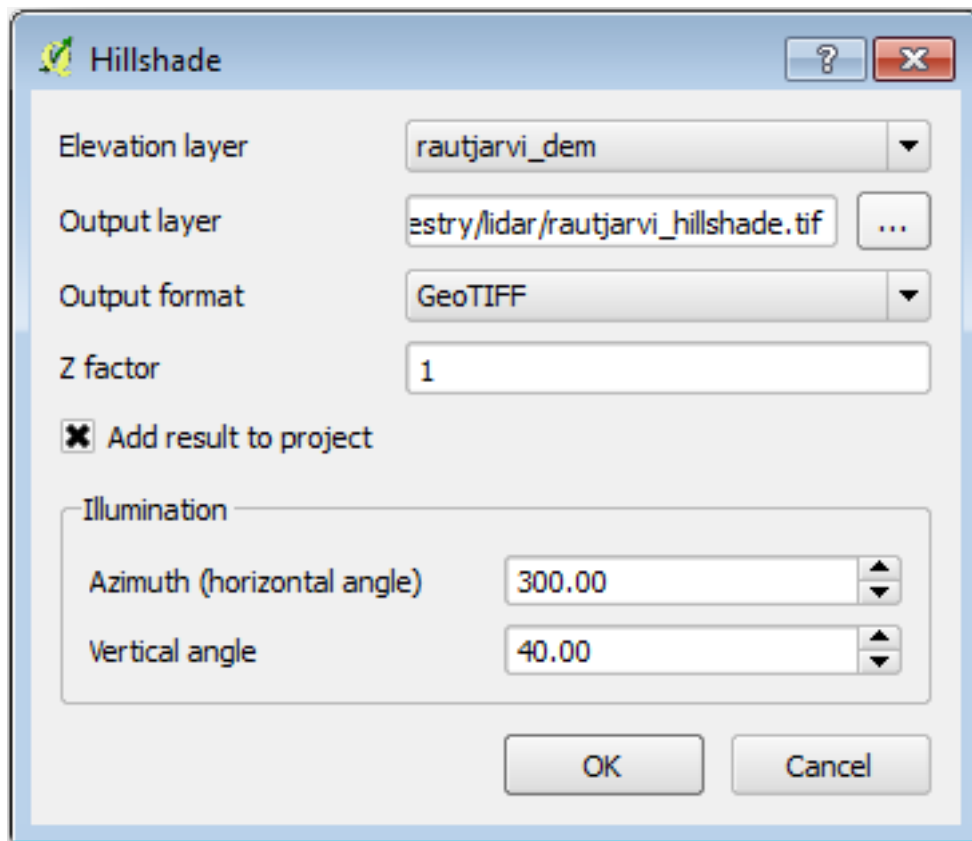 Hillshade
Elevation layer rautjarvi_dem
Output layer estry/lidar/rautjarvi_hillshade.tif ...
Output format GeoTIFF
Z factor 1
Add result to project
Illumination
Azimuth (horizontal angle) 300.00
Vertical angle 40.00
OK Cancel